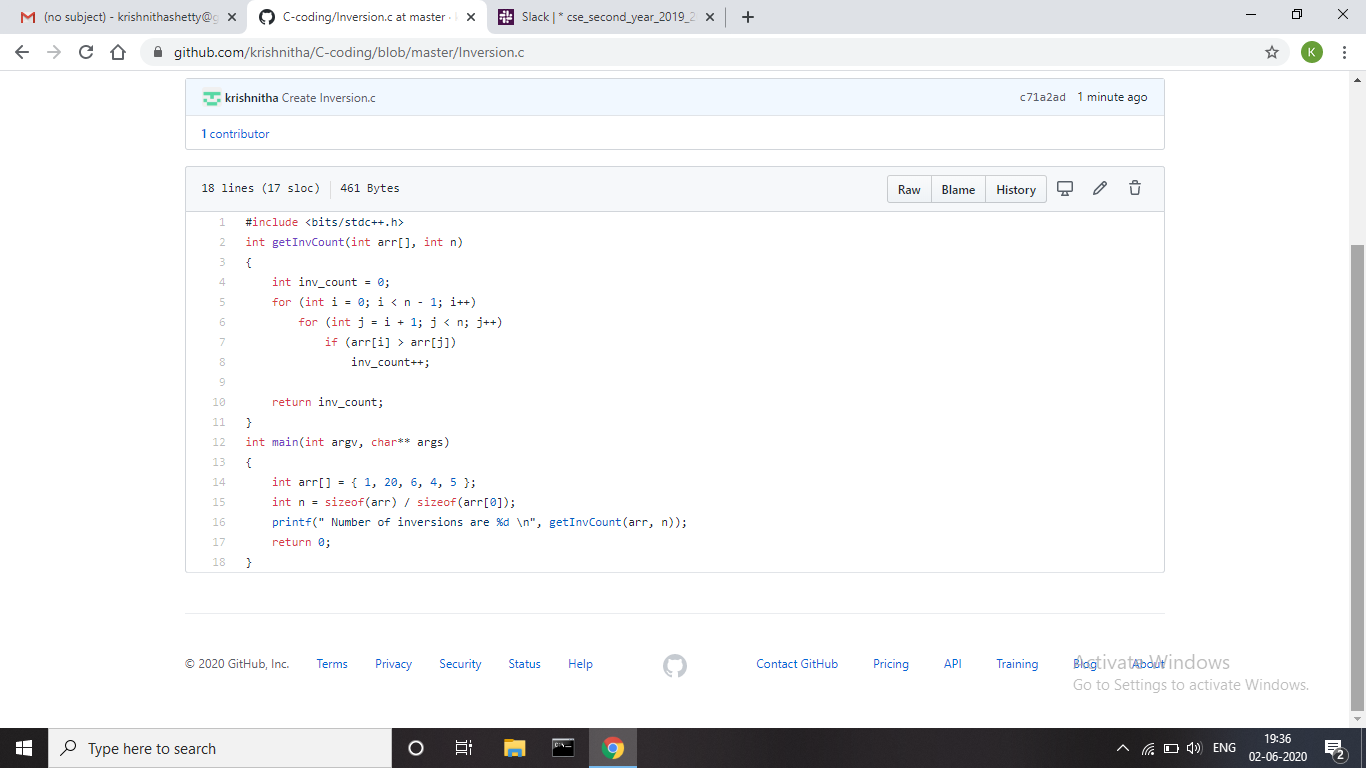 (no subject) - krishnithashetty@g
C-coding/Inversion.c at master ·
Slack | * cse_second_year_2019_2
github.com/krishnitha/C-coding/blob/master/Inversion.c
K
krishnitha Create Inversion.c
c71a2ad 1 minute ago
1 contributor
18 lines (17 sloc) 461 Bytes
Raw Blame History
1 #include <bits/stdc++.h>
2 int getInvCount(int arr[], int n)
3 {
4 int inv_count = 0;
5 for (int i = 0; i < n - 1; i++)
6 for (int j = i + 1; j < n; j++)
7 if (arr[i] > arr[j])
8 inv_count++;
9
10 return inv_count;
11 }
12 int main(int argv, char** args)
13 {
14 int arr[] = { 1, 20, 6, 4, 5 };
15 int n = sizeof(arr) / sizeof(arr[0]);
16 printf(" Number of inversions are %d \n", getInvCount(arr, n));
17 return 0;
18 }
© 2020 GitHub, Inc. Terms Privacy Security Status Help Contact GitHub Pricing API Training Blog About
Activate Windows
Go to Settings to activate Windows.
Type here to search
ENG
19:36
02-06-2020
2